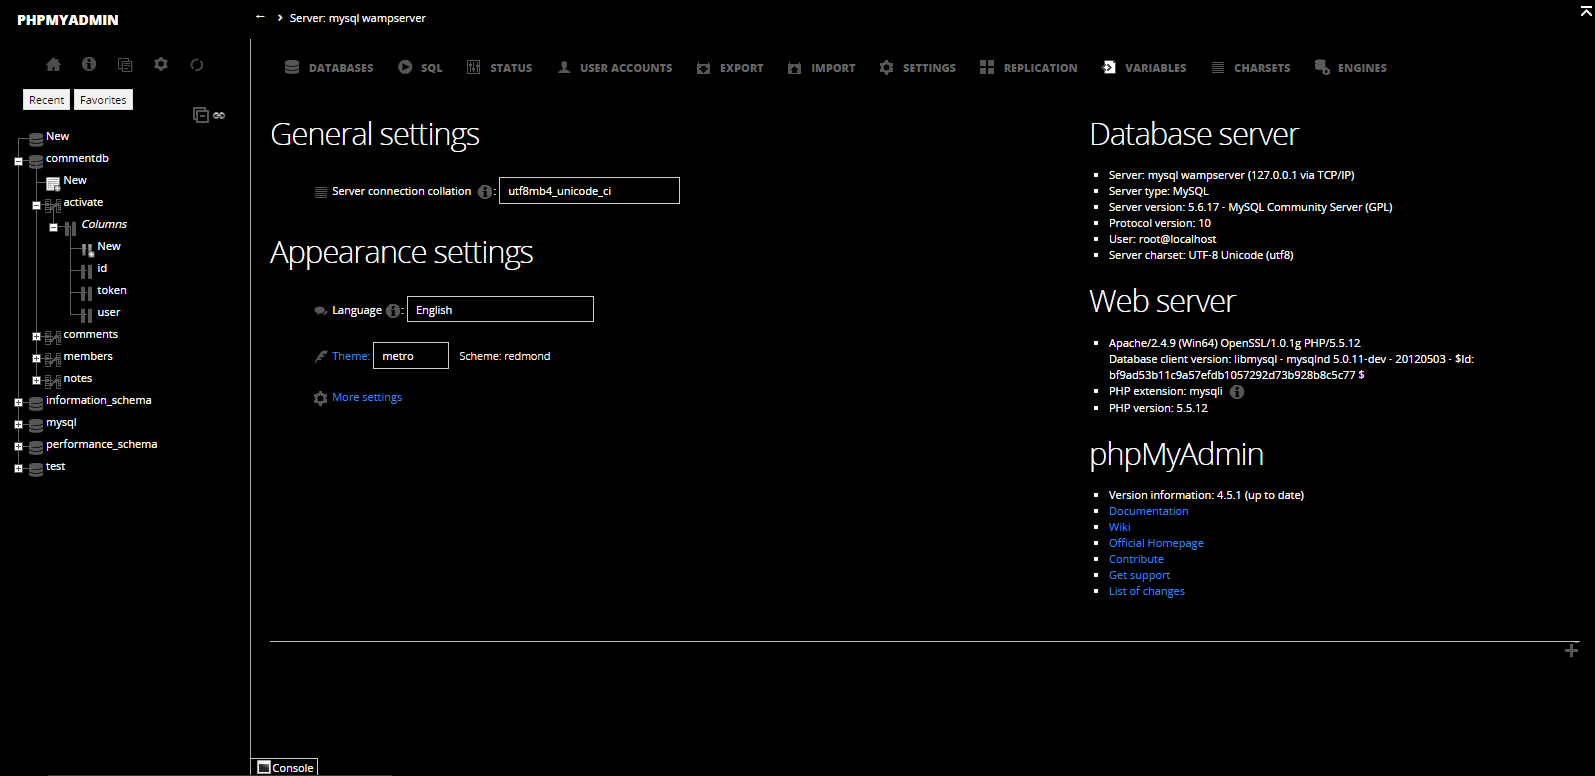 PHPMYADMIN
Recent Favorites
New
commentdb
New
activate
Columns
New
id
token
user
comments
members
notes
information_schema
mysql
performance_schema
test
Server: mysql wampserver
DATABASES SQL STATUS USER ACCOUNTS EXPORT IMPORT SETTINGS REPLICATION VARIABLES CHARSETS ENGINES
General settings
Server connection collation : utf8mb4_unicode_ci
Appearance settings
Language : English
Theme: metro Scheme: redmond
More settings
Database server
Server: mysql wampserver (127.0.0.1 via TCP/IP)
Server type: MySQL
Server version: 5.6.17 - MySQL Community Server (GPL)
Protocol version: 10
User: root@localhost
Server charset: UTF-8 Unicode (utf8)
Web server
Apache/2.4.9 (Win64) OpenSSL/1.0.1g PHP/5.5.12
Database client version: libmysql - mysqlnd 5.0.11-dev - 20120503 - $Id:
bf9ad53b11c9a57efdb1057292d73b928b8c5c77 $
PHP extension: mysqli
PHP version: 5.5.12
phpMyAdmin
Version information: 4.5.1 (up to date)
Documentation
Wiki
Official Homepage
Contribute
Get support
List of changes
Console